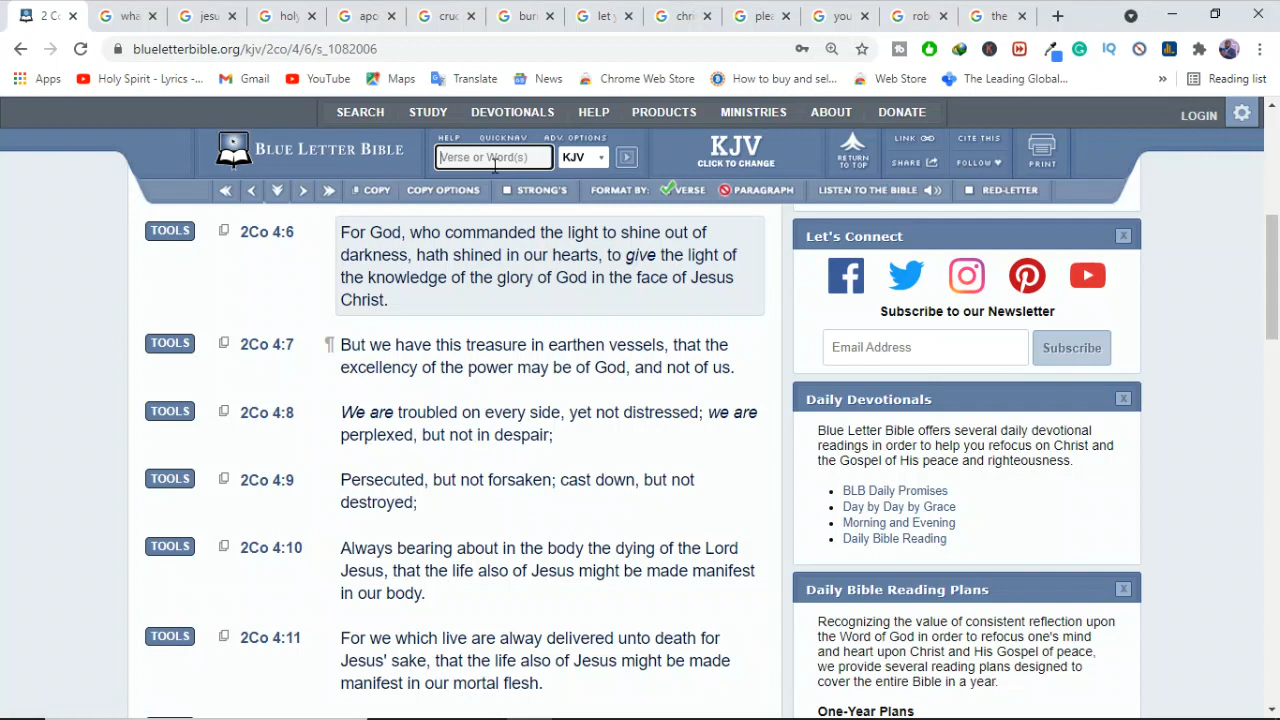 2 Co
wha
jesu
holy
apo
cruc
buri
let y
chri
plea
you
rob
the
blueletterbible.org/kjv/2co/4/6/s_1082006
Apps
Holy Spirit - Lyrics -...
Gmail
YouTube
Maps
Translate
News
Chrome Web Store
How to buy and sel...
Web Store
The Leading Global...
»
Reading list
SEARCH
STUDY
DEVOTIONALS
HELP
PRODUCTS
MINISTRIES
ABOUT
DONATE
LOGIN
BLUE LETTER BIBLE
HELP
QUICKNAV
ADV. OPTIONS
Verse or Word(s)
KJV
KJV
CLICK TO CHANGE
RETURN
TO TOP
LINK
CITE THIS
SHARE
FOLLOW
PRINT
COPY
COPY OPTIONS
STRONG'S
FORMAT BY:
VERSE
PARAGRAPH
LISTEN TO THE BIBLE
RED-LETTER
TOOLS
2Co 4:6
For God, who commanded the light to shine out of
darkness, hath shined in our hearts, to give the light of
the knowledge of the glory of God in the face of Jesus
Christ.
TOOLS
2Co 4:7
¶ But we have this treasure in earthen vessels, that the
excellency of the power may be of God, and not of us.
TOOLS
2Co 4:8
We are troubled on every side, yet not distressed; we are
perplexed, but not in despair;
TOOLS
2Co 4:9
Persecuted, but not forsaken; cast down, but not
destroyed;
TOOLS
2Co 4:10
Always bearing about in the body the dying of the Lord
Jesus, that the life also of Jesus might be made manifest
in our body.
TOOLS
2Co 4:11
For we which live are alway delivered unto death for
Jesus' sake, that the life also of Jesus might be made
manifest in our mortal flesh.
Let's Connect
Subscribe to our Newsletter
Email Address
Subscribe
Daily Devotionals
Blue Letter Bible offers several daily devotional
readings in order to help you refocus on Christ and
the Gospel of His peace and righteousness.
BLB Daily Promises
Day by Day by Grace
Morning and Evening
Daily Bible Reading
Daily Bible Reading Plans
Recognizing the value of consistent reflection upon
the Word of God in order to refocus one's mind
and heart upon Christ and His Gospel of peace,
we provide several reading plans designed to
cover the entire Bible in a year.
One-Year Plans